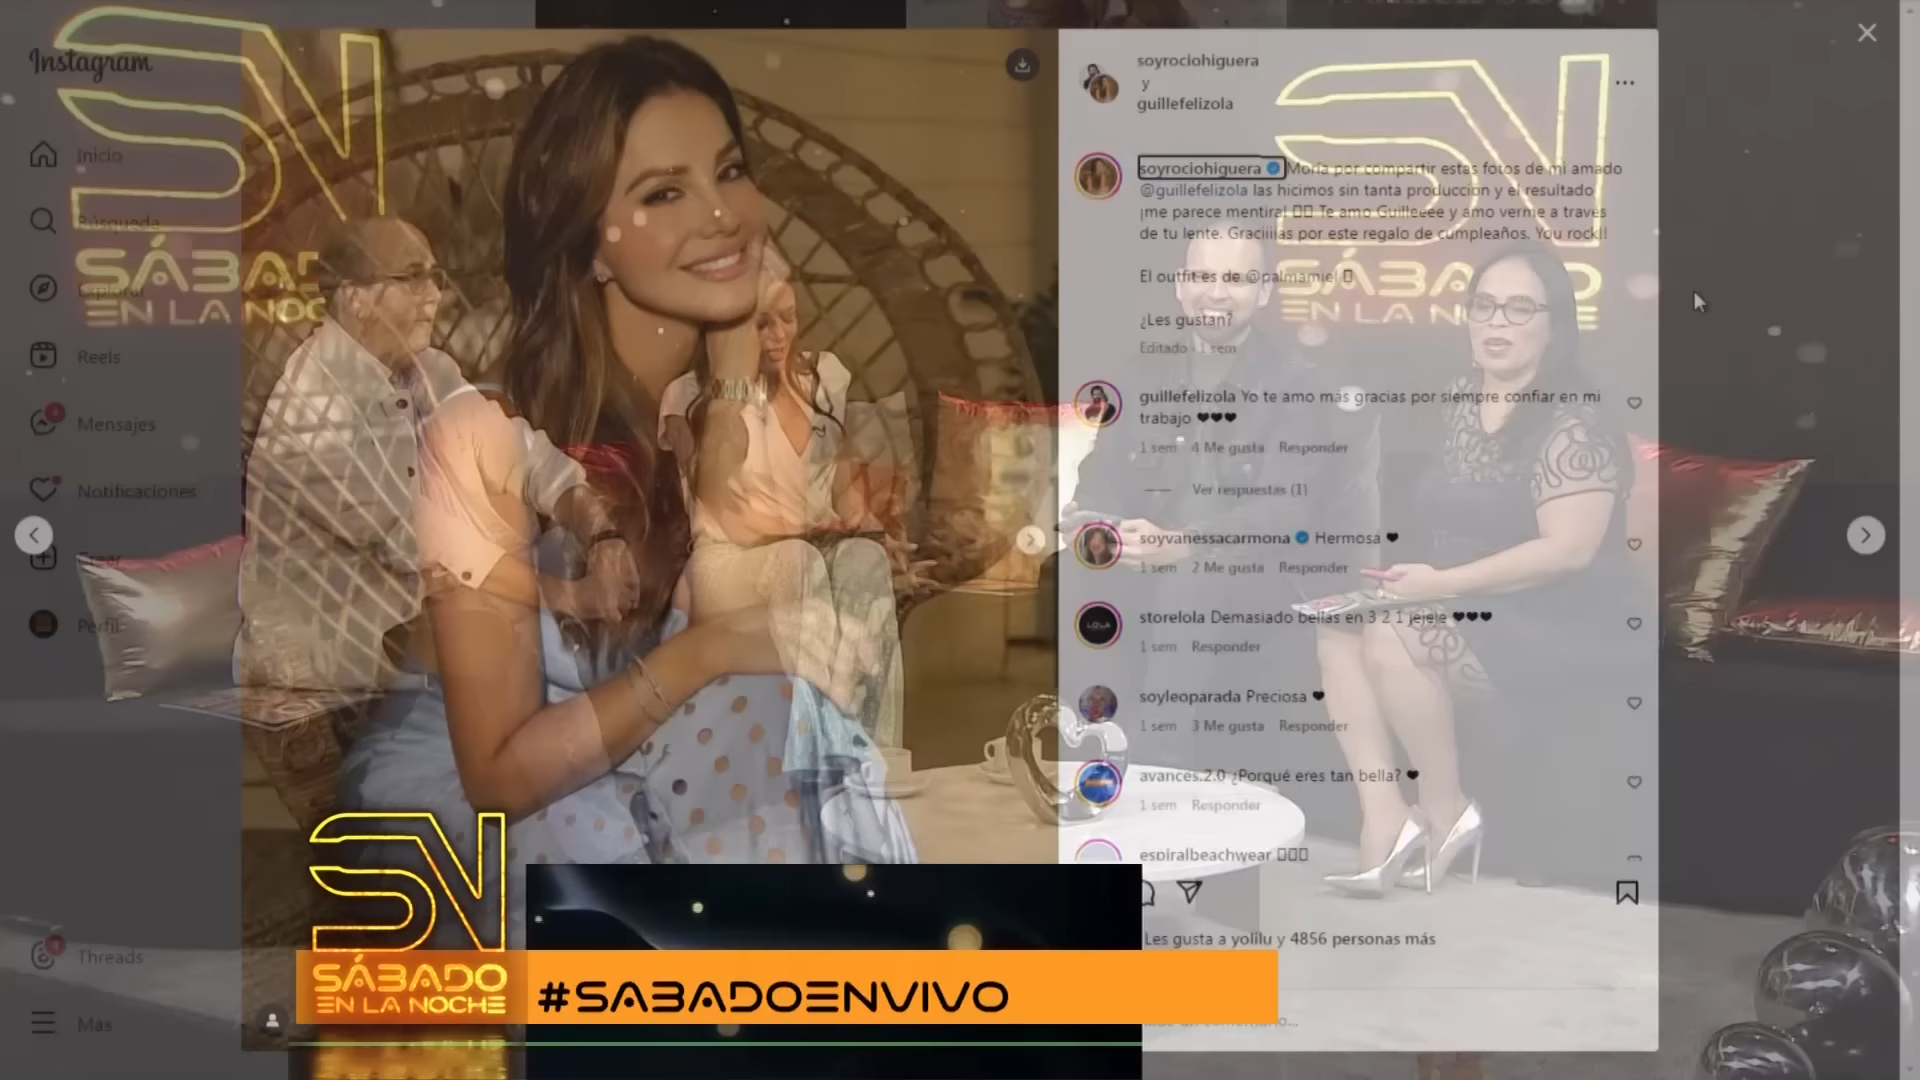 Instagram
Inicio
Búsqueda
Explorar
Reels
Mensajes
Notificaciones
Crear
Perfil
Threads
Más
SN
SÁBADO
EN LA NOC
SN
SÁBADO
EN LA NOCHE
soyrociohiguera
y
guillefelizola
soyrociohiguera Moría por compartir estas fotos de mi amado
@guillefelizola las hicimos sin tanta produccion y el resultado
¡me parece mentira! Te amo Guilleeee y amo verme a través
de tu lente. Graciiiias por este regalo de cumpleaños. You rock!!
El outfit es de @palmamiel
¿Les gustan?
Editado · 1 sem
guillefelizola Yo te amo mas gracias por siempre confiar en mi
trabajo ♥♥♥
1 sem 4 Me gusta Responder
Ver respuestas (1)
soyvanessacarmona Hermosa ♥
1 sem 2 Me gusta Responder
storelola Demasiado bellas en 3 2 1 jejeje ♥♥♥
1 sem Responder
soyleoparada Preciosa ♥
1 sem 3 Me gusta Responder
avances.2.0 ¿Porqué eres tan bella? ♥
1 sem Responder
espiralbeachwear
Les gusta a yolilu y 4856 personas más
SN
SÁBADO
EN LA NOCHE
#SABADOENVIVO